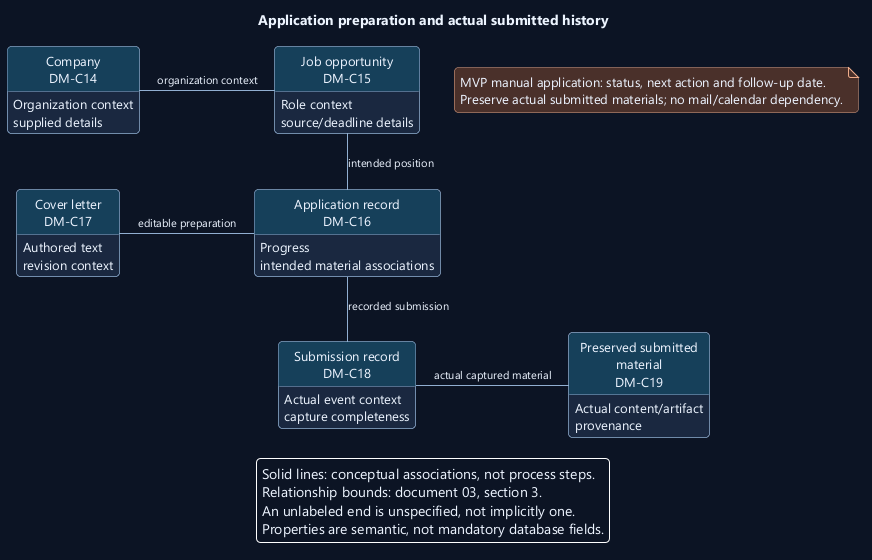 Application preparation and actual submitted history
Company
DM-C14
Organization context
supplied details
organization context
Job opportunity
DM-C15
Role context
source/deadline details
MVP manual application: status, next action and follow-up date.
Preserve actual submitted materials; no mail/calendar dependency.
intended position
Cover letter
DM-C17
Authored text
revision context
editable preparation
Application record
DM-C16
Progress
intended material associations
recorded submission
Submission record
DM-C18
Actual event context
capture completeness
actual captured material
Preserved submitted
material
DM-C19
Actual content/artifact
provenance
Solid lines: conceptual associations, not process steps.
Relationship bounds: document 03, section 3.
An unlabeled end is unspecified, not implicitly one.
Properties are semantic, not mandatory database fields.